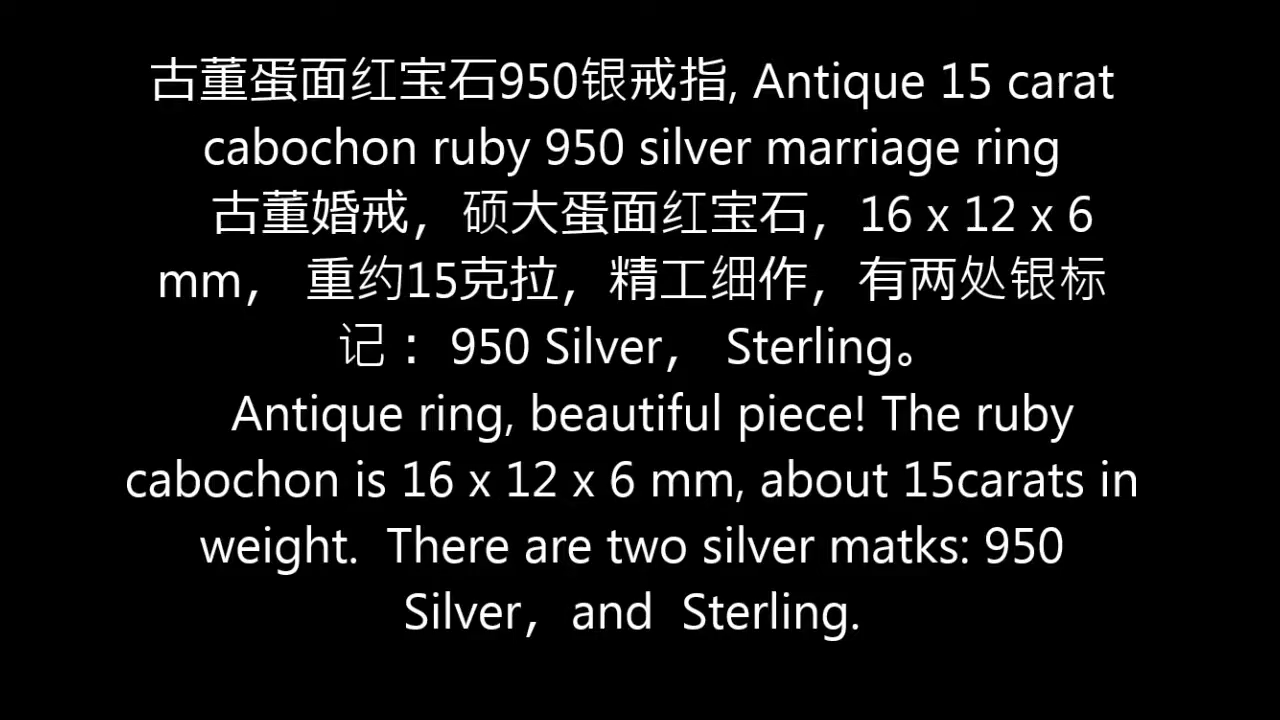 古董蛋面红宝石950银戒指, Antique 15 carat
cabochon ruby 950 silver marriage ring
古董婚戒，硕大蛋面红宝石，16 x 12 x 6
mm， 重约15克拉，精工细作，有两处银标
记： 950 Silver， Sterling。
Antique ring, beautiful piece! The ruby
cabochon is 16 x 12 x 6 mm, about 15carats in
weight.  There are two silver matks: 950
Silver，and  Sterling.